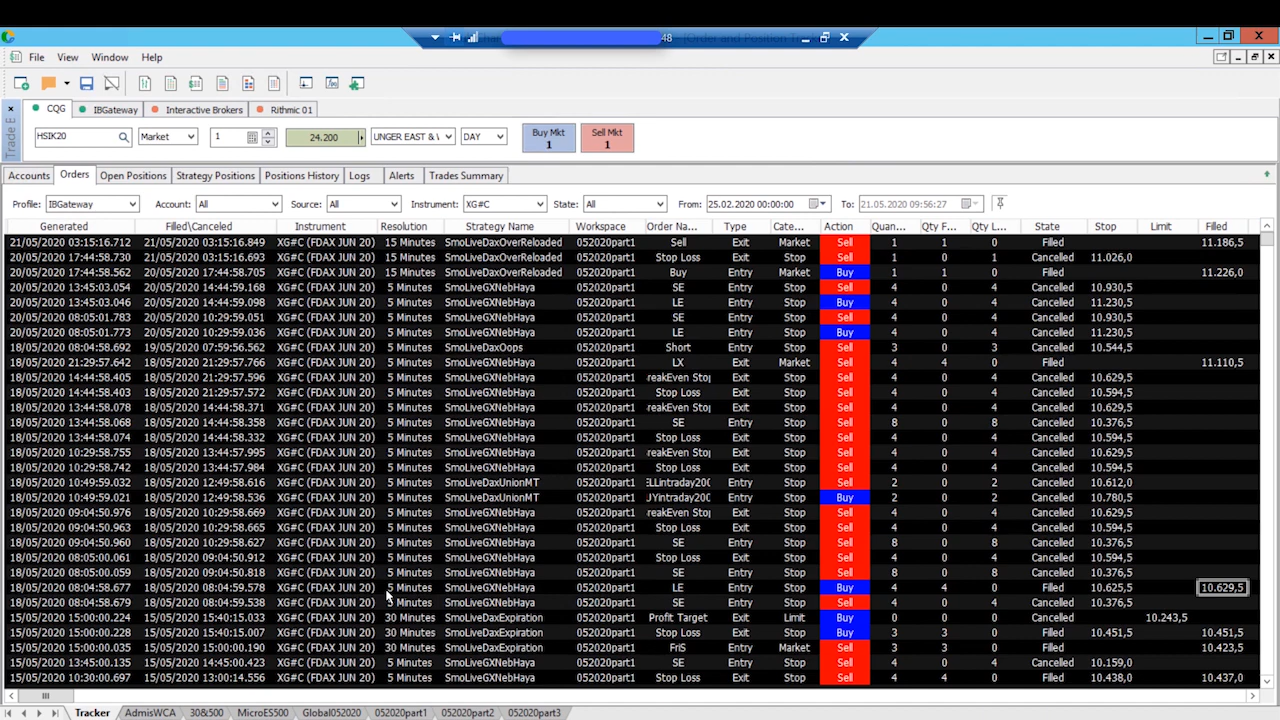 48
(Order and Position Tra
File View Window Help
CQG IBGateway Interactive Brokers Rithmic 01
Trade E
HSIK20 Market 1 24.200 UNGER EAST & \ DAY Buy Mkt 1 Sell Mkt 1
Accounts Orders Open Positions Strategy Positions Positions History Logs Alerts Trades Summary
Profile: IBGateway Account: All Source: All Instrument: XG#C State: All From: 25.02.2020 00:00:00 To: 21.05.2020 09:56:27
Generated Filled\Canceled Instrument Resolution Strategy Name Workspace Order Na... Type Cate... Action Quan... Qty F... Qty L... State Stop Limit Filled
21/05/2020 03:15:16.712 21/05/2020 03:15:16.849 XG#C (FDAX JUN 20) 15 Minutes SmoLiveDaxOverReloaded 052020part1 Sell Exit Market Sell 1 1 0 Filled 11.186,5
20/05/2020 17:44:58.730 21/05/2020 03:15:16.693 XG#C (FDAX JUN 20) 15 Minutes SmoLiveDaxOverReloaded 052020part1 Stop Loss Exit Stop Sell 1 0 1 Cancelled 11.026,0
20/05/2020 17:44:58.562 20/05/2020 17:44:58.705 XG#C (FDAX JUN 20) 15 Minutes SmoLiveDaxOverReloaded 052020part1 Buy Entry Market Buy 1 1 0 Filled 11.226,0
20/05/2020 13:45:03.054 20/05/2020 14:44:59.168 XG#C (FDAX JUN 20) 5 Minutes SmoLiveGXNebHaya 052020part1 SE Entry Stop Sell 4 0 4 Cancelled 10.930,5
20/05/2020 13:45:03.046 20/05/2020 14:44:59.098 XG#C (FDAX JUN 20) 5 Minutes SmoLiveGXNebHaya 052020part1 LE Entry Stop Buy 4 0 4 Cancelled 11.230,5
20/05/2020 08:05:01.782 20/05/2020 10:29:59.051 XG#C (FDAX JUN 20) 5 Minutes SmoLiveGXNebHaya 052020part1 SE Entry Stop Sell 4 0 4 Cancelled 10.930,5
20/05/2020 08:05:01.773 20/05/2020 10:29:59.036 XG#C (FDAX JUN 20) 5 Minutes SmoLiveGXNebHaya 052020part1 LE Entry Stop Buy 4 0 4 Cancelled 11.230,5
18/05/2020 08:04:58.692 19/05/2020 07:59:56.562 XG#C (FDAX JUN 20) 5 Minutes SmoLiveDaxOops 052020part1 Short Entry Stop Sell 3 0 3 Cancelled 10.544,5
18/05/2020 21:29:57.642 18/05/2020 21:29:57.766 XG#C (FDAX JUN 20) 5 Minutes SmoLiveGXNebHaya 052020part1 LX Exit Market Sell 4 4 0 Filled 11.110,5
18/05/2020 14:44:58.405 18/05/2020 21:29:57.596 XG#C (FDAX JUN 20) 5 Minutes SmoLiveGXNebHaya 052020part1 reakEven Stop Exit Stop Sell 4 0 4 Cancelled 10.629,5
18/05/2020 14:44:58.403 18/05/2020 21:29:57.572 XG#C (FDAX JUN 20) 5 Minutes SmoLiveGXNebHaya 052020part1 Stop Loss Exit Stop Sell 4 0 4 Cancelled 10.594,5
18/05/2020 13:44:58.078 18/05/2020 14:44:58.371 XG#C (FDAX JUN 20) 5 Minutes SmoLiveGXNebHaya 052020part1 reakEven Stop Exit Stop Sell 4 0 4 Cancelled 10.629,5
18/05/2020 13:44:58.068 18/05/2020 14:44:58.358 XG#C (FDAX JUN 20) 5 Minutes SmoLiveGXNebHaya 052020part1 SE Entry Stop Sell 8 0 8 Cancelled 10.376,5
18/05/2020 13:44:58.074 18/05/2020 14:44:58.332 XG#C (FDAX JUN 20) 5 Minutes SmoLiveGXNebHaya 052020part1 Stop Loss Exit Stop Sell 4 0 4 Cancelled 10.594,5
18/05/2020 10:29:58.755 18/05/2020 13:44:57.995 XG#C (FDAX JUN 20) 5 Minutes SmoLiveGXNebHaya 052020part1 reakEven Stop Exit Stop Sell 4 0 4 Cancelled 10.629,5
18/05/2020 10:29:58.742 18/05/2020 13:44:57.984 XG#C (FDAX JUN 20) 5 Minutes SmoLiveGXNebHaya 052020part1 Stop Loss Exit Stop Sell 4 0 4 Cancelled 10.594,5
18/05/2020 10:49:59.032 18/05/2020 12:49:58.616 XG#C (FDAX JUN 20) 5 Minutes SmoLiveDaxUnionMT 052020part1 :LLintraday200 Entry Stop Sell 2 0 2 Cancelled 10.612,0
18/05/2020 10:49:59.021 18/05/2020 12:49:58.536 XG#C (FDAX JUN 20) 5 Minutes SmoLiveDaxUnionMT 052020part1 JYintraday200 Entry Stop Buy 2 0 2 Cancelled 10.780,5
18/05/2020 09:04:50.970 18/05/2020 10:29:58.669 XG#C (FDAX JUN 20) 5 Minutes SmoLiveGXNebHaya 052020part1 reakEven Stop Exit Stop Sell 4 0 4 Cancelled 10.629,5
18/05/2020 09:04:50.963 18/05/2020 10:29:58.665 XG#C (FDAX JUN 20) 5 Minutes SmoLiveGXNebHaya 052020part1 Stop Loss Exit Stop Sell 4 0 4 Cancelled 10.594,5
18/05/2020 09:04:50.961 18/05/2020 10:29:58.627 XG#C (FDAX JUN 20) 5 Minutes SmoLiveGXNebHaya 052020part1 SE Entry Stop Sell 8 0 8 Cancelled 10.376,5
18/05/2020 08:05:00.061 18/05/2020 09:04:50.912 XG#C (FDAX JUN 20) 5 Minutes SmoLiveGXNebHaya 052020part1 Stop Loss Exit Stop Sell 4 0 4 Cancelled 10.594,5
18/05/2020 08:05:00.059 18/05/2020 09:04:50.818 XG#C (FDAX JUN 20) 5 Minutes SmoLiveGXNebHaya 052020part1 SE Entry Stop Sell 8 0 8 Cancelled 10.376,5
18/05/2020 08:04:58.677 18/05/2020 08:04:59.578 XG#C (FDAX JUN 20) 5 Minutes SmoLiveGXNebHaya 052020part1 LE Entry Stop Buy 4 4 0 Filled 10.625,5 10.629,5
18/05/2020 08:04:58.679 18/05/2020 08:04:59.538 XG#C (FDAX JUN 20) 5 Minutes SmoLiveGXNebHaya 052020part1 SE Entry Stop Sell 4 0 4 Cancelled 10.376,5
15/05/2020 15:00:00.224 15/05/2020 15:40:15.033 XG#C (FDAX JUN 20) 30 Minutes SmoLiveDaxExpiration 052020part1 Profit Target Exit Limit Buy 0 0 0 Cancelled 10.243,5
15/05/2020 15:00:00.228 15/05/2020 15:40:15.007 XG#C (FDAX JUN 20) 30 Minutes SmoLiveDaxExpiration 052020part1 Stop Loss Exit Stop Buy 3 3 0 Filled 10.451,5 10.451,5
15/05/2020 15:00:00.035 15/05/2020 15:00:00.190 XG#C (FDAX JUN 20) 30 Minutes SmoLiveDaxExpiration 052020part1 FriS Entry Market Sell 3 3 0 Filled 10.423,5
15/05/2020 13:45:00.135 15/05/2020 14:45:00.423 XG#C (FDAX JUN 20) 5 Minutes SmoLiveGXNebHaya 052020part1 SE Entry Stop Sell 4 0 4 Cancelled 10.159,0
15/05/2020 10:30:00.697 15/05/2020 13:00:14.556 XG#C (FDAX JUN 20) 5 Minutes SmoLiveGXNebHaya 052020part1 Stop Loss Exit Stop Sell 4 4 0 Filled 10.438,0 10.437,0
Tracker AdmisWCA 30&500 MicroES500 Global052020 052020part1 052020part2 052020part3